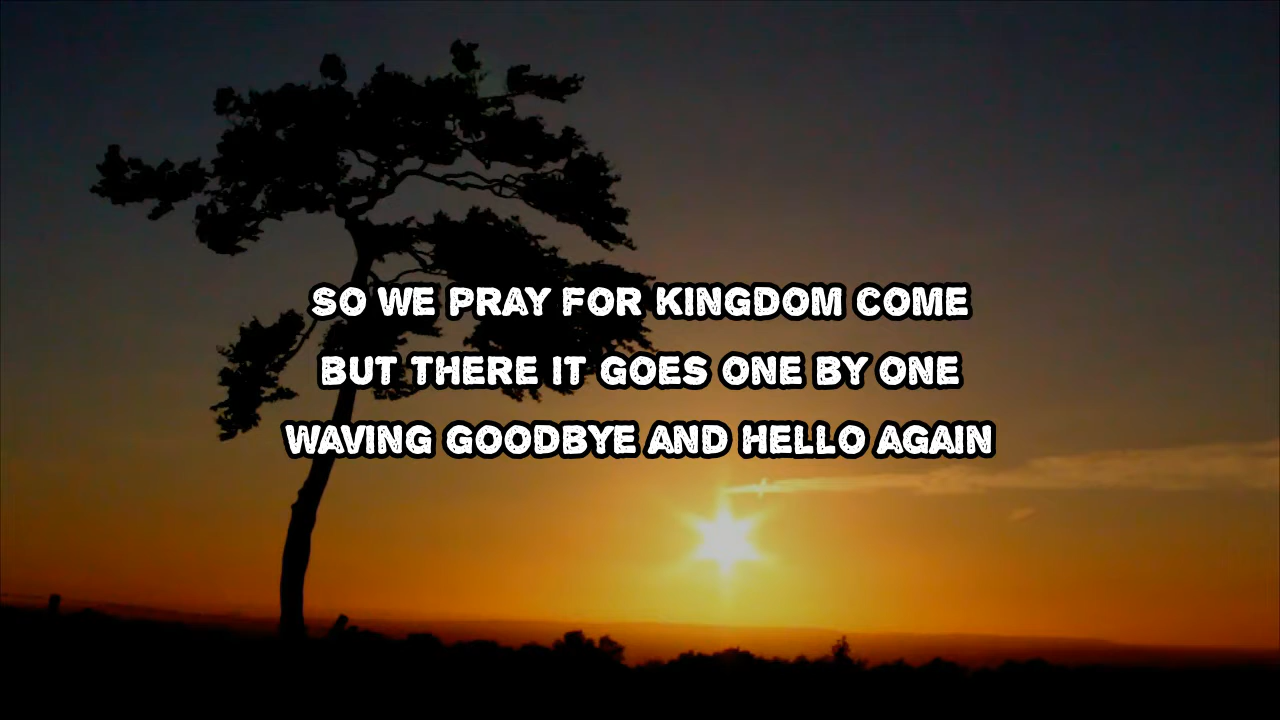 SO WE PRAY FOR KINGDOM COME
BUT THERE IT GOES ONE BY ONE
WAVING GOODBYE AND HELLO AGAIN